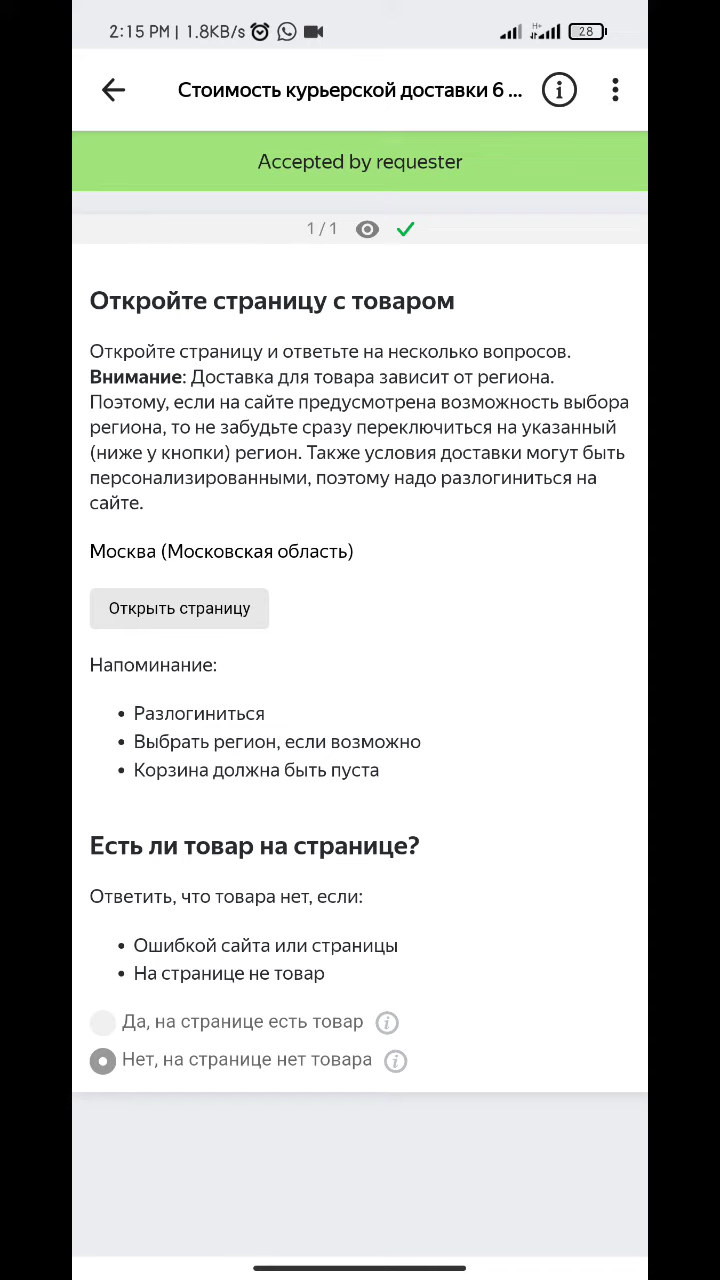 2:15 PM | 1.8KB/s
H+
28
Стоимость курьерской доставки 6 ...
Accepted by requester
1 / 1
Откройте страницу с товаром
Откройте страницу и ответьте на несколько вопросов.
Внимание: Доставка для товара зависит от региона.
Поэтому, если на сайте предусмотрена возможность выбора
региона, то не забудьте сразу переключиться на указанный
(ниже у кнопки) регион. Также условия доставки могут быть
персонализированными, поэтому надо разлогиниться на
сайте.
Москва (Московская область)
Открыть страницу
Напоминание:
• Разлогиниться
• Выбрать регион, если возможно
• Корзина должна быть пуста
Есть ли товар на странице?
Ответить, что товара нет, если:
• Ошибкой сайта или страницы
• На странице не товар
Да, на странице есть товар
Нет, на странице нет товара